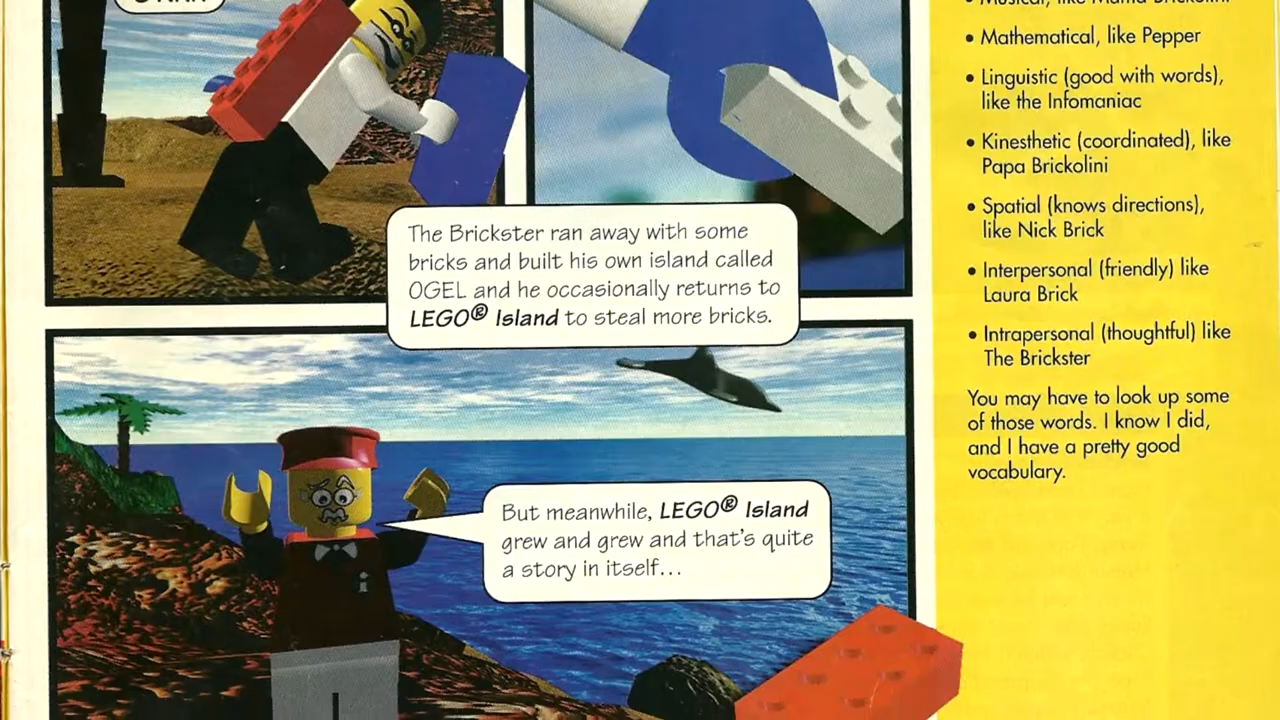 The Brickster ran away with some
bricks and built his own island called
OGEL and he occasionally returns to
LEGO® Island to steal more bricks.
But meanwhile, LEGO® Island
grew and grew and that's quite
a story in itself...
• Musical, like Mama Brickolini
• Mathematical, like Pepper
• Linguistic (good with words),
like the Infomaniac
• Kinesthetic (coordinated), like
Papa Brickolini
• Spatial (knows directions),
like Nick Brick
• Interpersonal (friendly) like
Laura Brick
• Intrapersonal (thoughtful) like
The Brickster
You may have to look up some
of those words. I know I did,
and I have a pretty good
vocabulary.
i